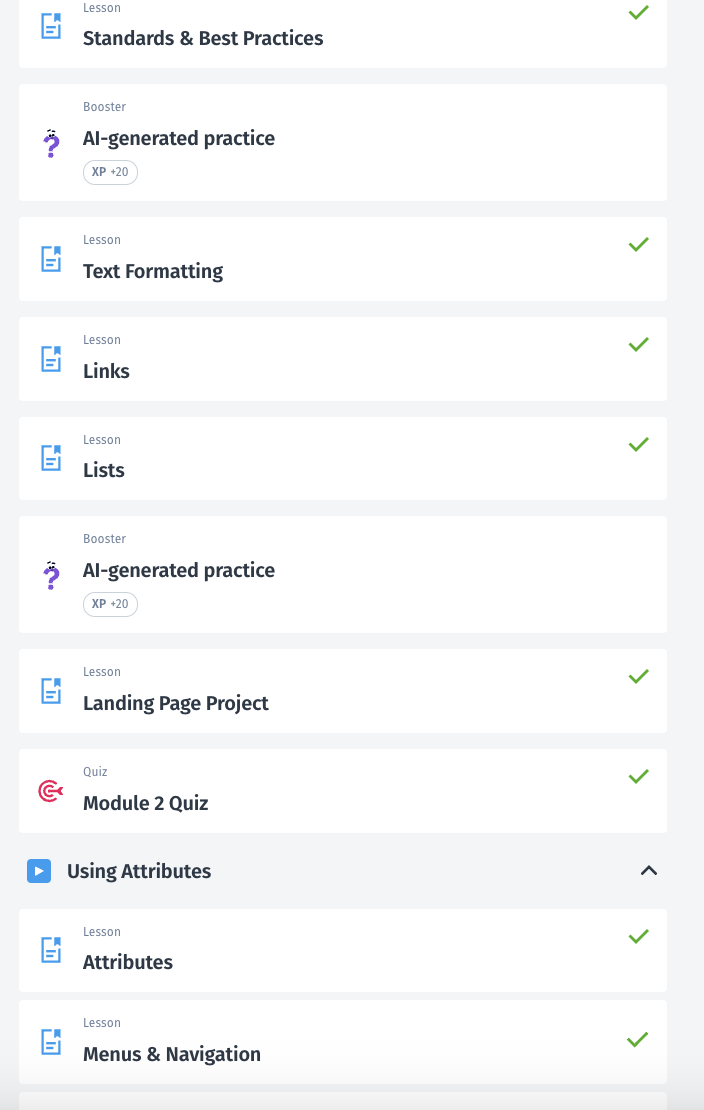 Lesson
Standards & Best Practices
Booster
AI-generated practice
XP +20
Lesson
Text Formatting
Lesson
Links
Lesson
Lists
Booster
AI-generated practice
XP +20
Lesson
Landing Page Project
Quiz
Module 2 Quiz
Using Attributes
Lesson
Attributes
Lesson
Menus & Navigation